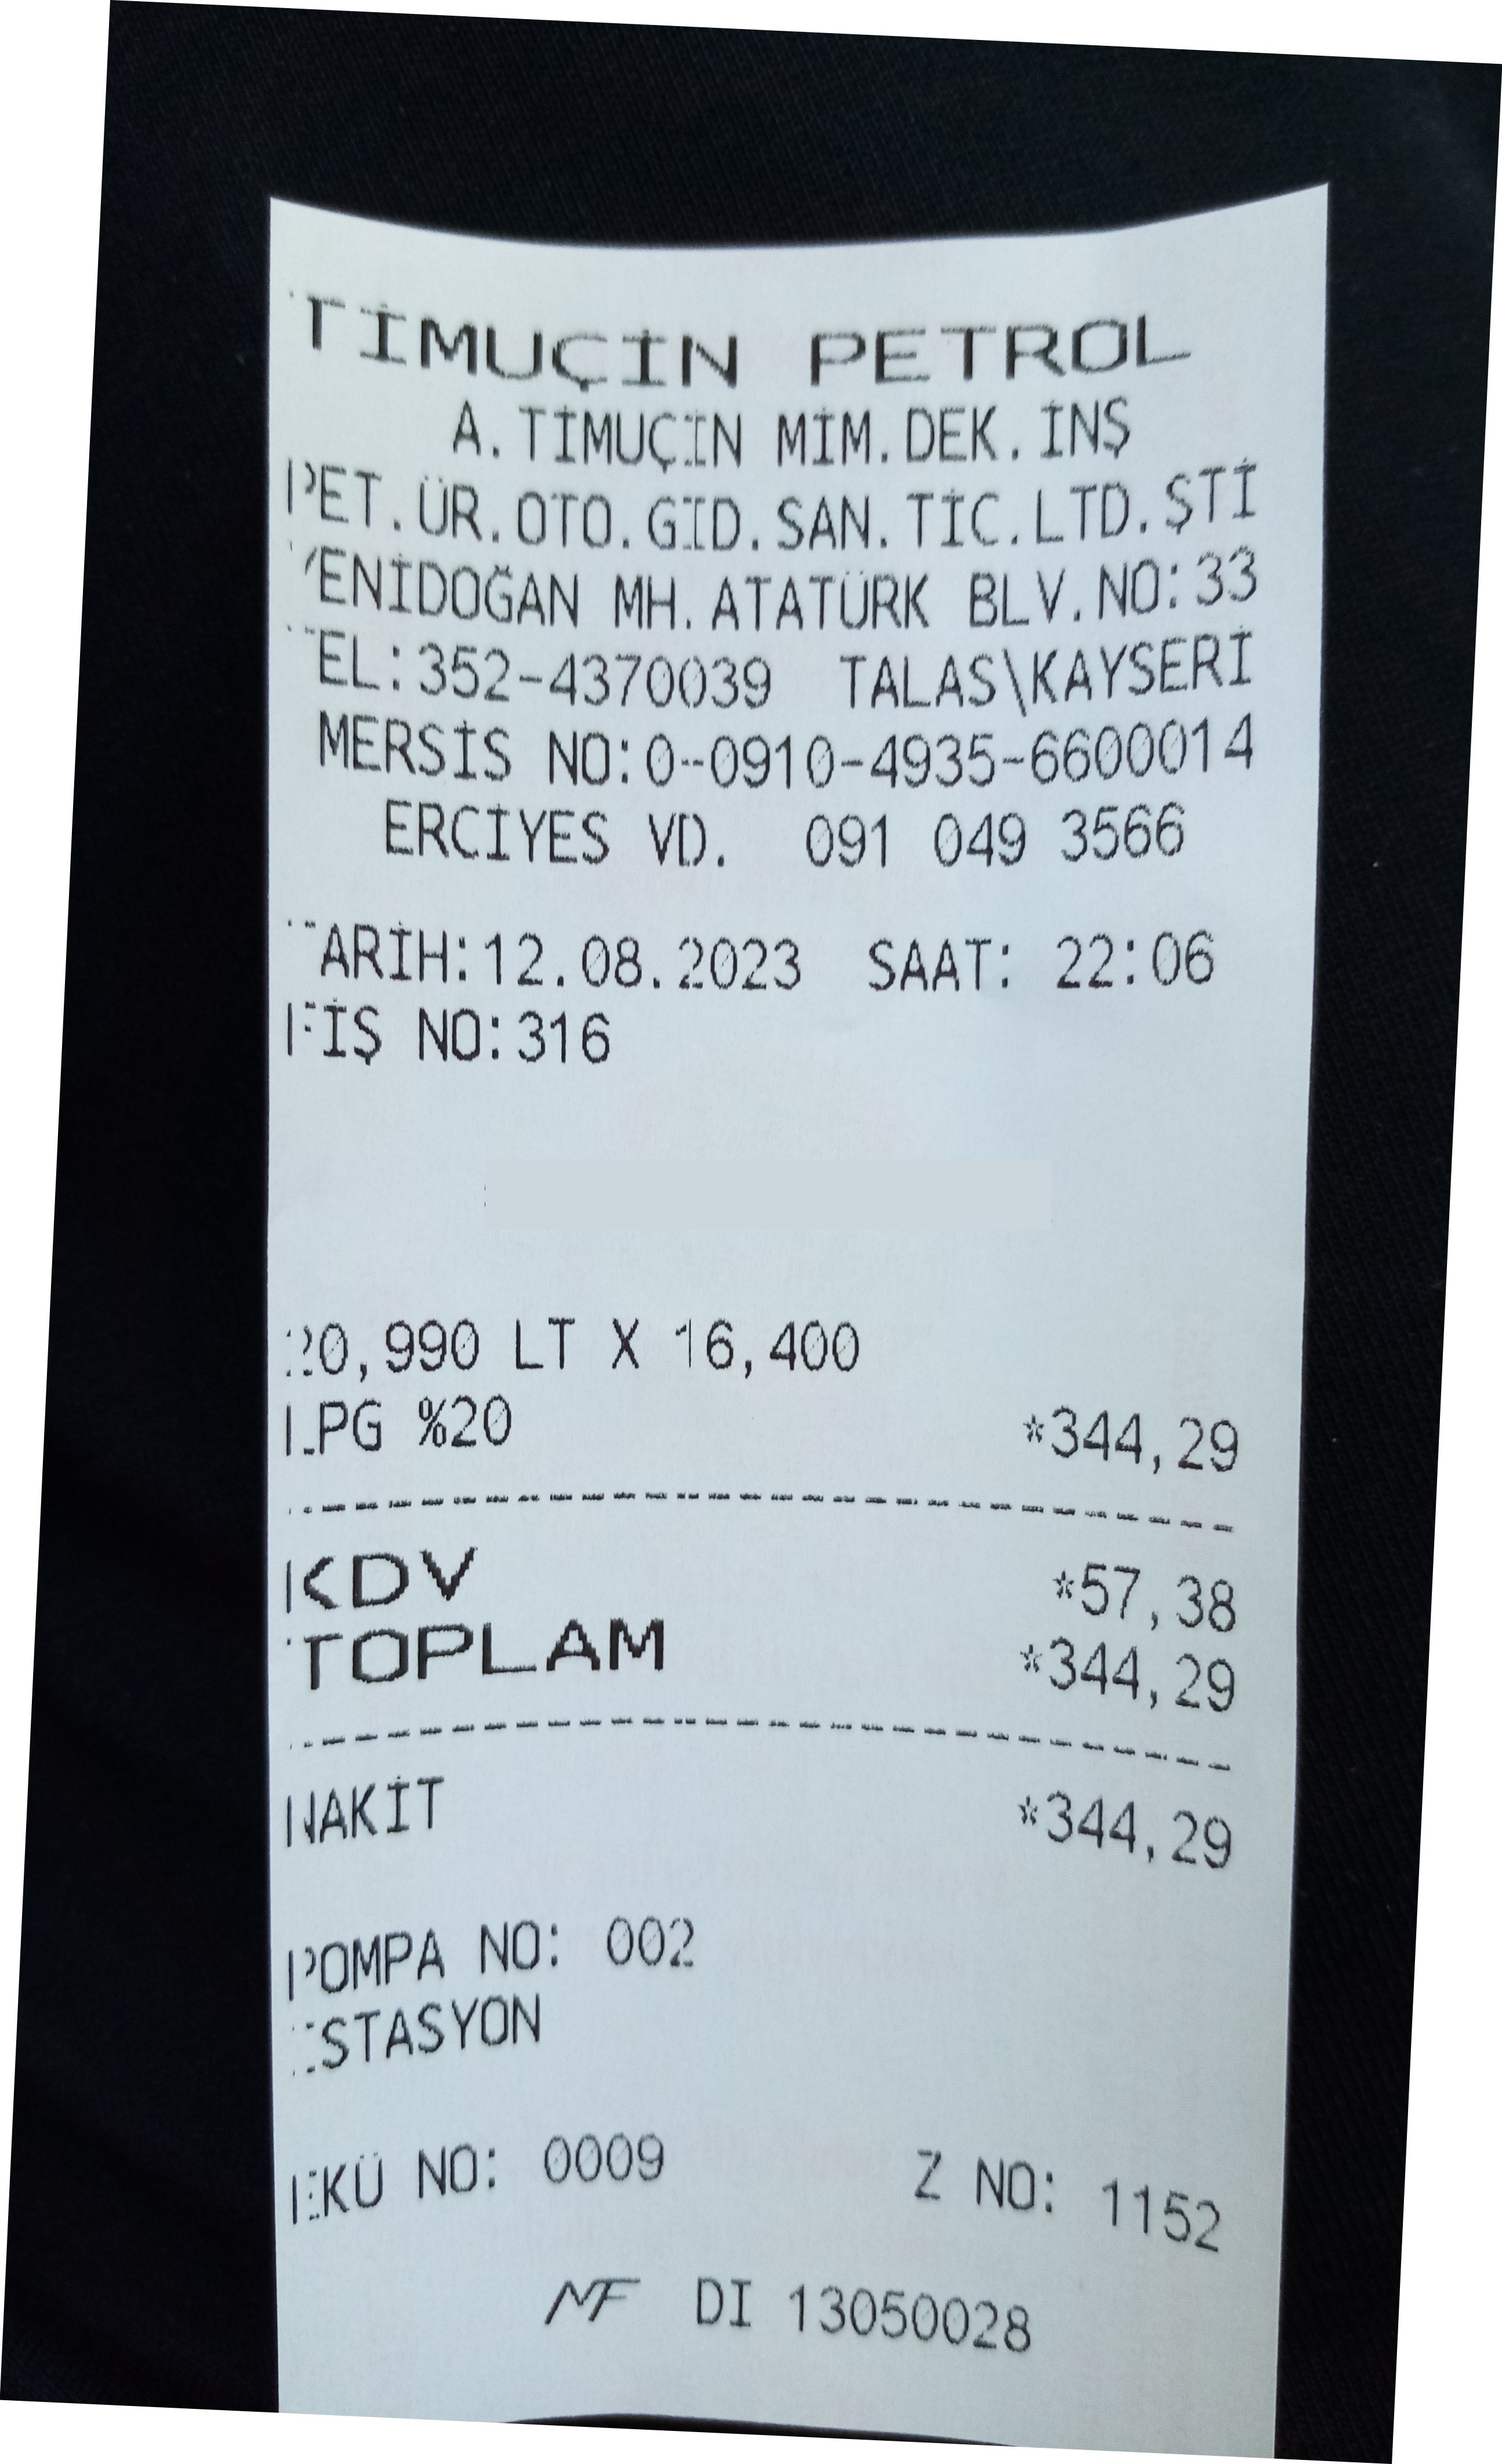 TİMUÇİN PETROL
A.TİMUÇİN MİM.DEK.İNŞ
PET.ÜR.OTO.GID.SAN.TİC.LTD.ŞTİ
YENİDOĞAN MH.ATATÜRK BLV.NO:33
TEL:352-4370039 TALAS\KAYSERİ
MERSİS NO:0-0910-4935-6600014
ERCİYES VD. 091 049 3566
TARİH:12.08.2023 SAAT: 22:06
FİŞ NO:316
20,990 LT X 16,400
LPG %20 *344,29
KDV *57,38
TOPLAM *344,29
NAKİT *344,29
POMPA NO: 002
ISTASYON
EKÜ NO: 0009 Z NO: 1152
MF DI 13050028